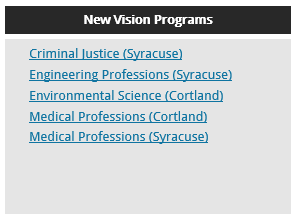 New Vision Programs
Criminal Justice (Syracuse)
Engineering Professions (Syracuse)
Environmental Science (Cortland)
Medical Professions (Cortland)
Medical Professions (Syracuse)